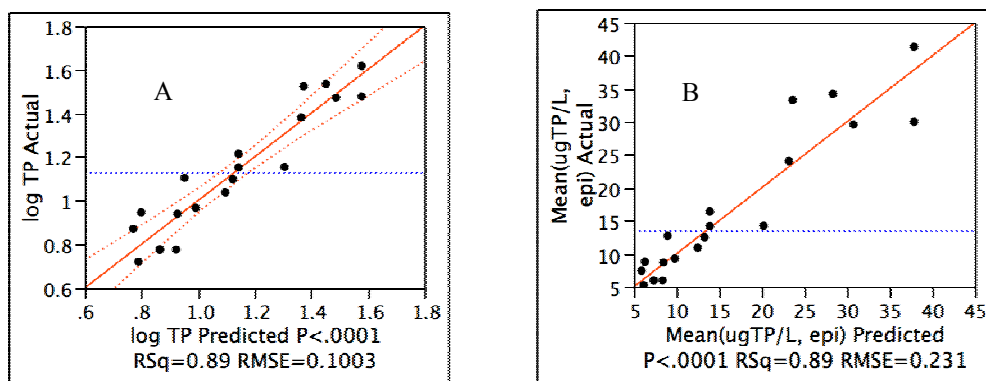 A
log TP Actual
1.8
1.6
1.4
1.2
1
0.8
0.6
.6 .8 1.0 1.2 1.4 1.6 1.8
log TP Predicted P<.0001
RSq=0.89 RMSE=0.1003
B
Mean(ugTP/L,
epi) Actual
45
40
35
30
25
20
15
10
5
5 10 15 20 25 30 35 40 45
Mean(ugTP/L, epi) Predicted
P<.0001 RSq=0.89 RMSE=0.231